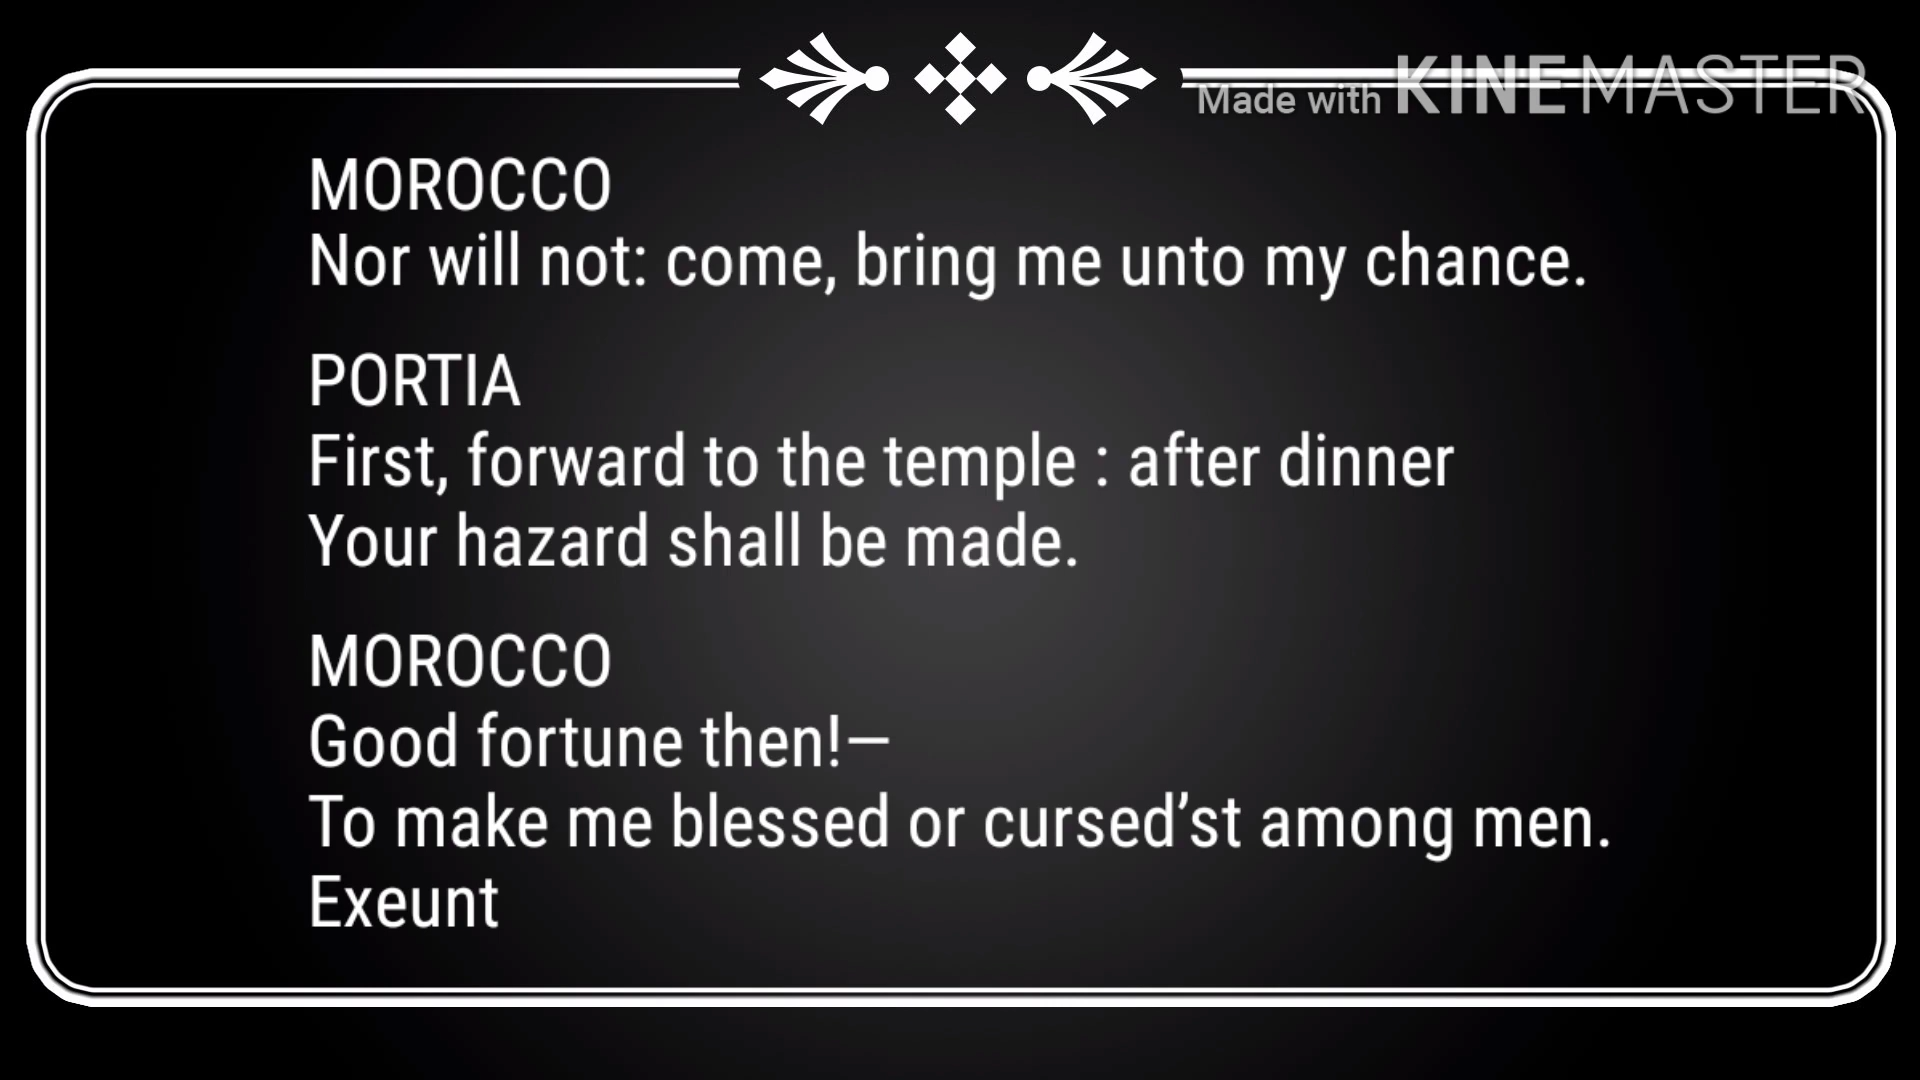 Made with KINEMASTER
MOROCCO
Nor will not: come, bring me unto my chance.
PORTIA
First, forward to the temple : after dinner
Your hazard shall be made.
MOROCCO
Good fortune then!—
To make me blessed or cursed’st among men.
Exeunt